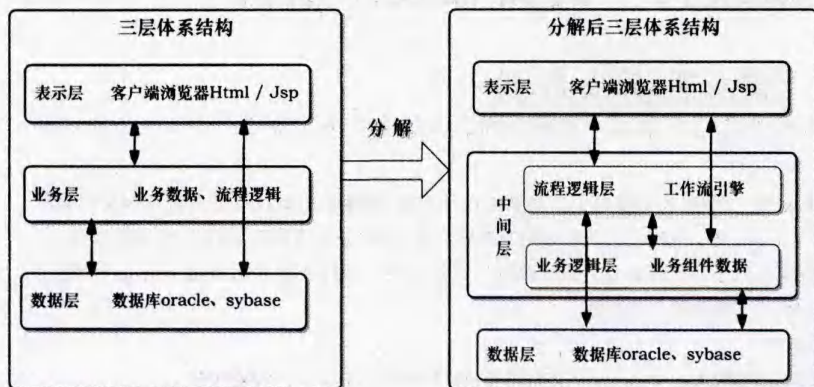 三层体系结构
表示层 客户端浏览器Html / Jsp
业务层 业务数据、流程逻辑
数据层 数据库oracle、sybase
分 解
分解后三层体系结构
表示层 客户端浏览器Html / Jsp
中间层
流程逻辑层 工作流引擎
业务逻辑层 业务组件数据
数据层 数据库oracle、sybase